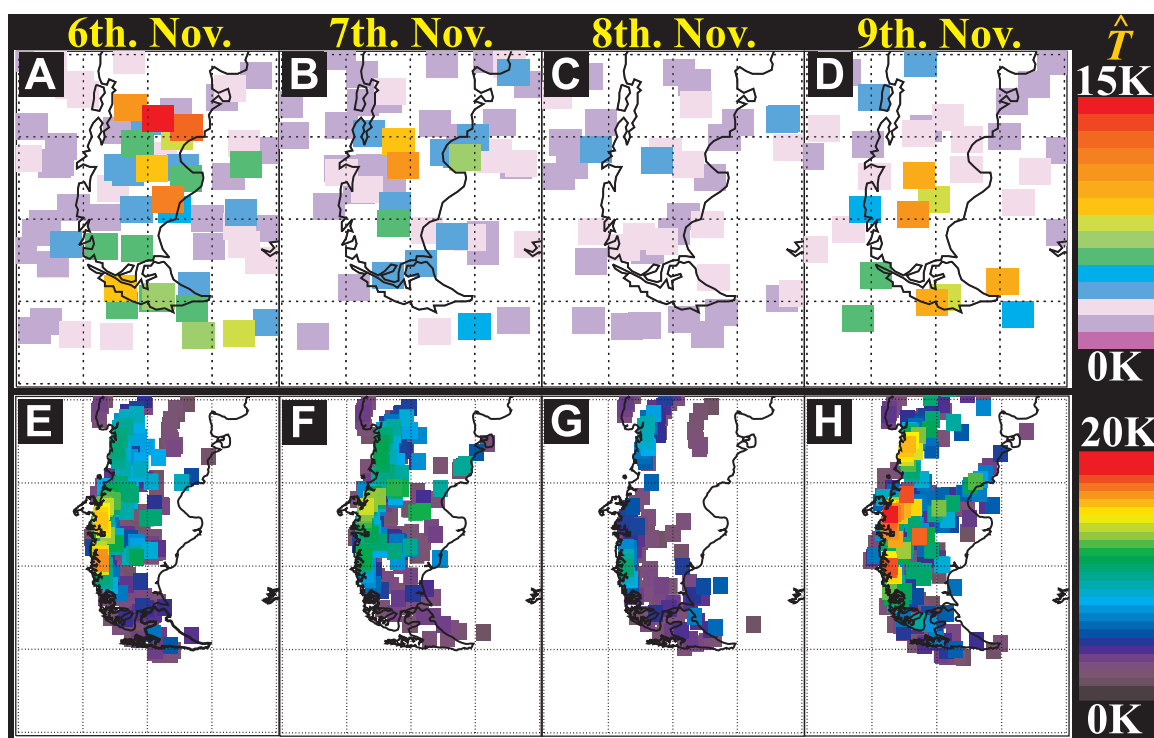 6th. Nov. 7th. Nov. 8th. Nov. 9th. Nov. T̂
A B C D 15K
0K
E F G H 20K
0K